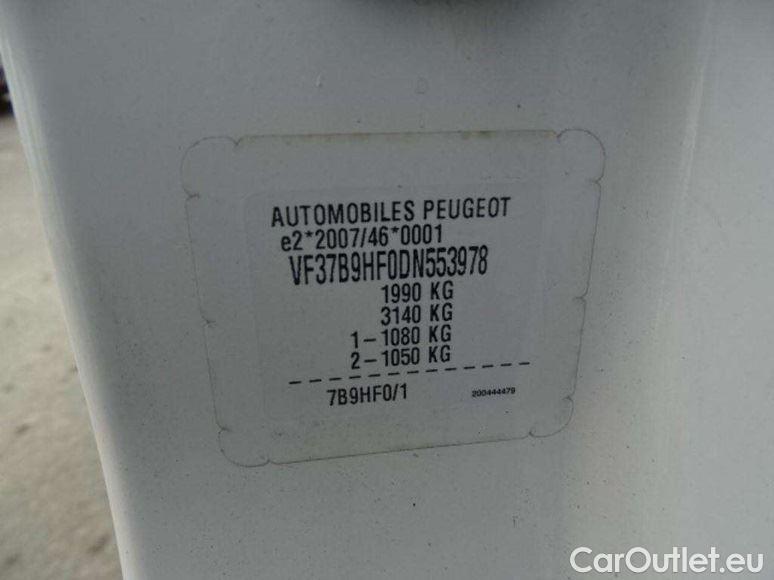 AUTOMOBILES PEUGEOT
e2*2007/46*0001
VF37B9HF0DN553978
1990 KG
3140 KG
1-1080 KG
2-1050 KG
7B9HF0/1
200444479
CarOutlet.eu